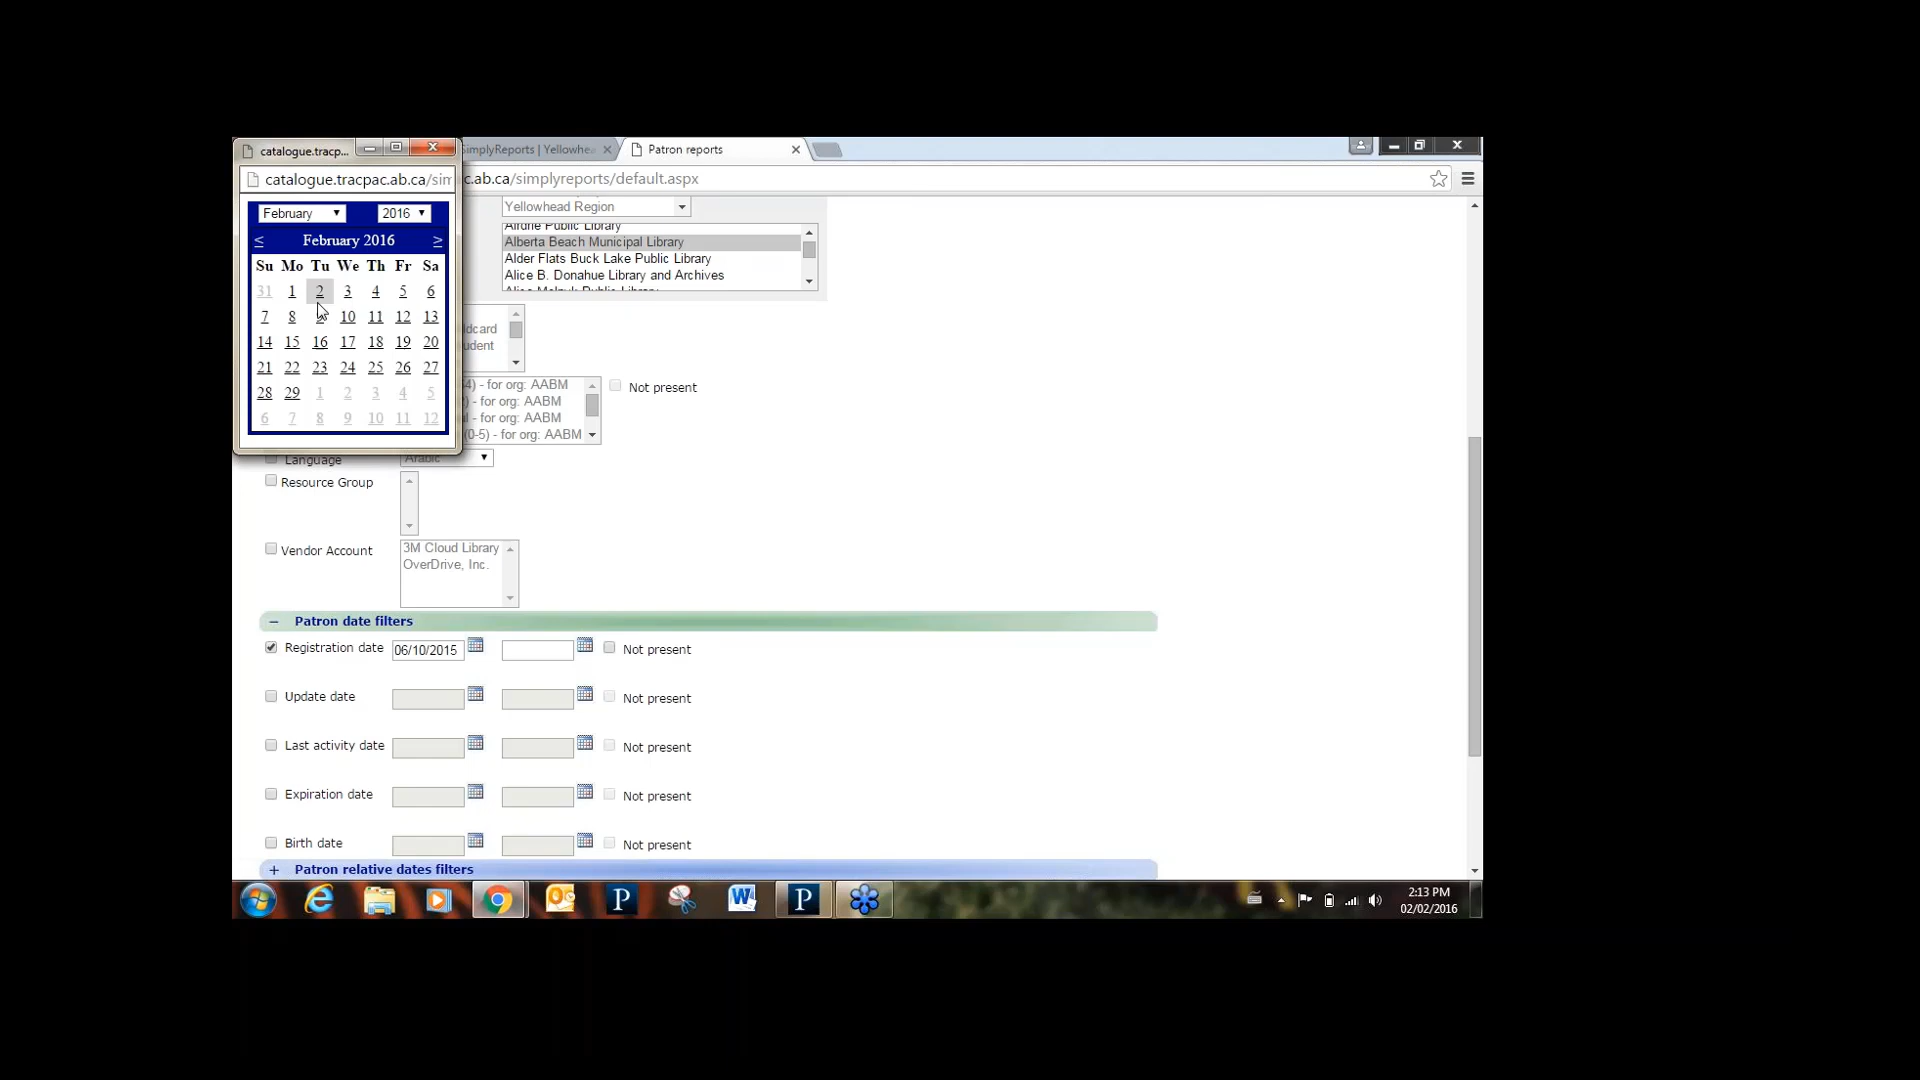 catalogue.tracp...
SimplyReports | Yellowhea
Patron reports
catalogue.tracpac.ab.ca/sim
c.ab.ca/simplyreports/default.aspx
February 2016
< February 2016 >
Su Mo Tu We Th Fr Sa
31 1 2 3 4 5 6
7 8 10 11 12 13
14 15 16 17 18 19 20
21 22 23 24 25 26 27
28 29 1 2 3 4 5
6 7 8 9 10 11 12
Yellowhead Region
Airdrie Public Library
Alberta Beach Municipal Library
Alder Flats Buck Lake Public Library
Alice B. Donahue Library and Archives
ldcard
udent
4) - for org: AABM
) - for org: AABM
l - for org: AABM
(0-5) - for org: AABM
Not present
Language
Arabic
Resource Group
Vendor Account
3M Cloud Library
OverDrive, Inc.
− Patron date filters
Registration date 06/10/2015 Not present
Update date Not present
Last activity date Not present
Expiration date Not present
Birth date Not present
+ Patron relative dates filters
2:13 PM
02/02/2016